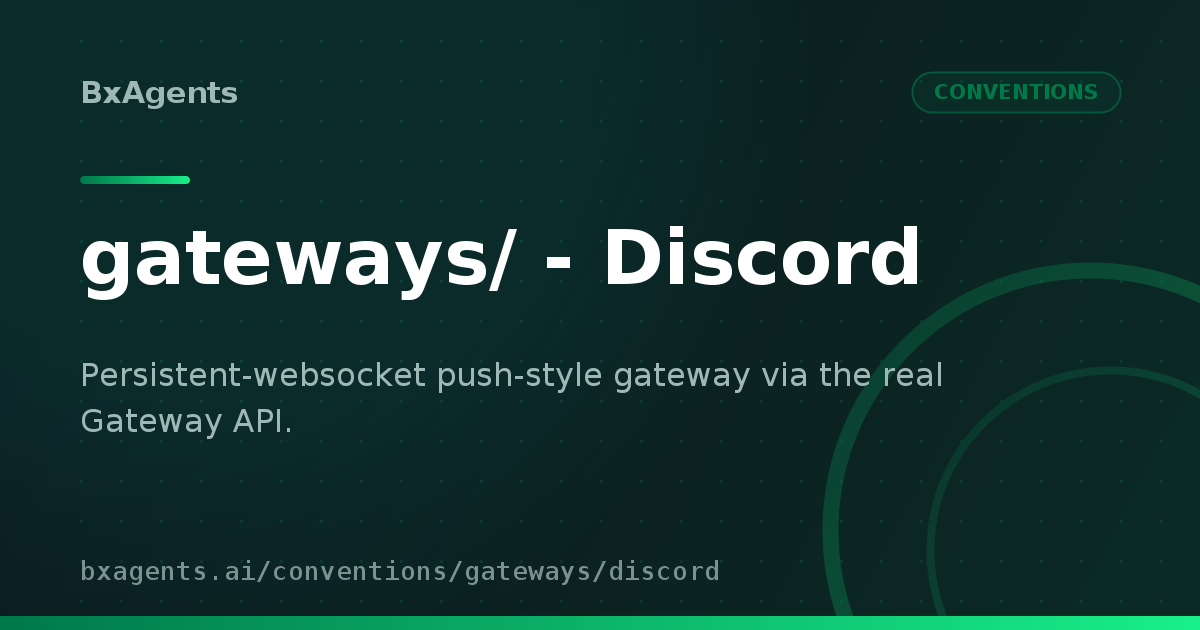 BxAgents
CONVENTIONS
gateways/ - Discord
Persistent-websocket push-style gateway via the real
Gateway API.
bxagents.ai/conventions/gateways/discord